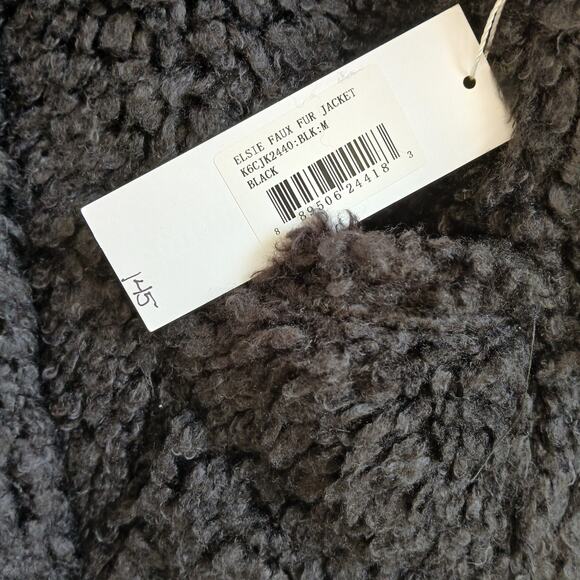 ELSIE FAUX FUR JACKET
K6CJK2440:BLK:M
BLACK
8 89506 24418 3
145